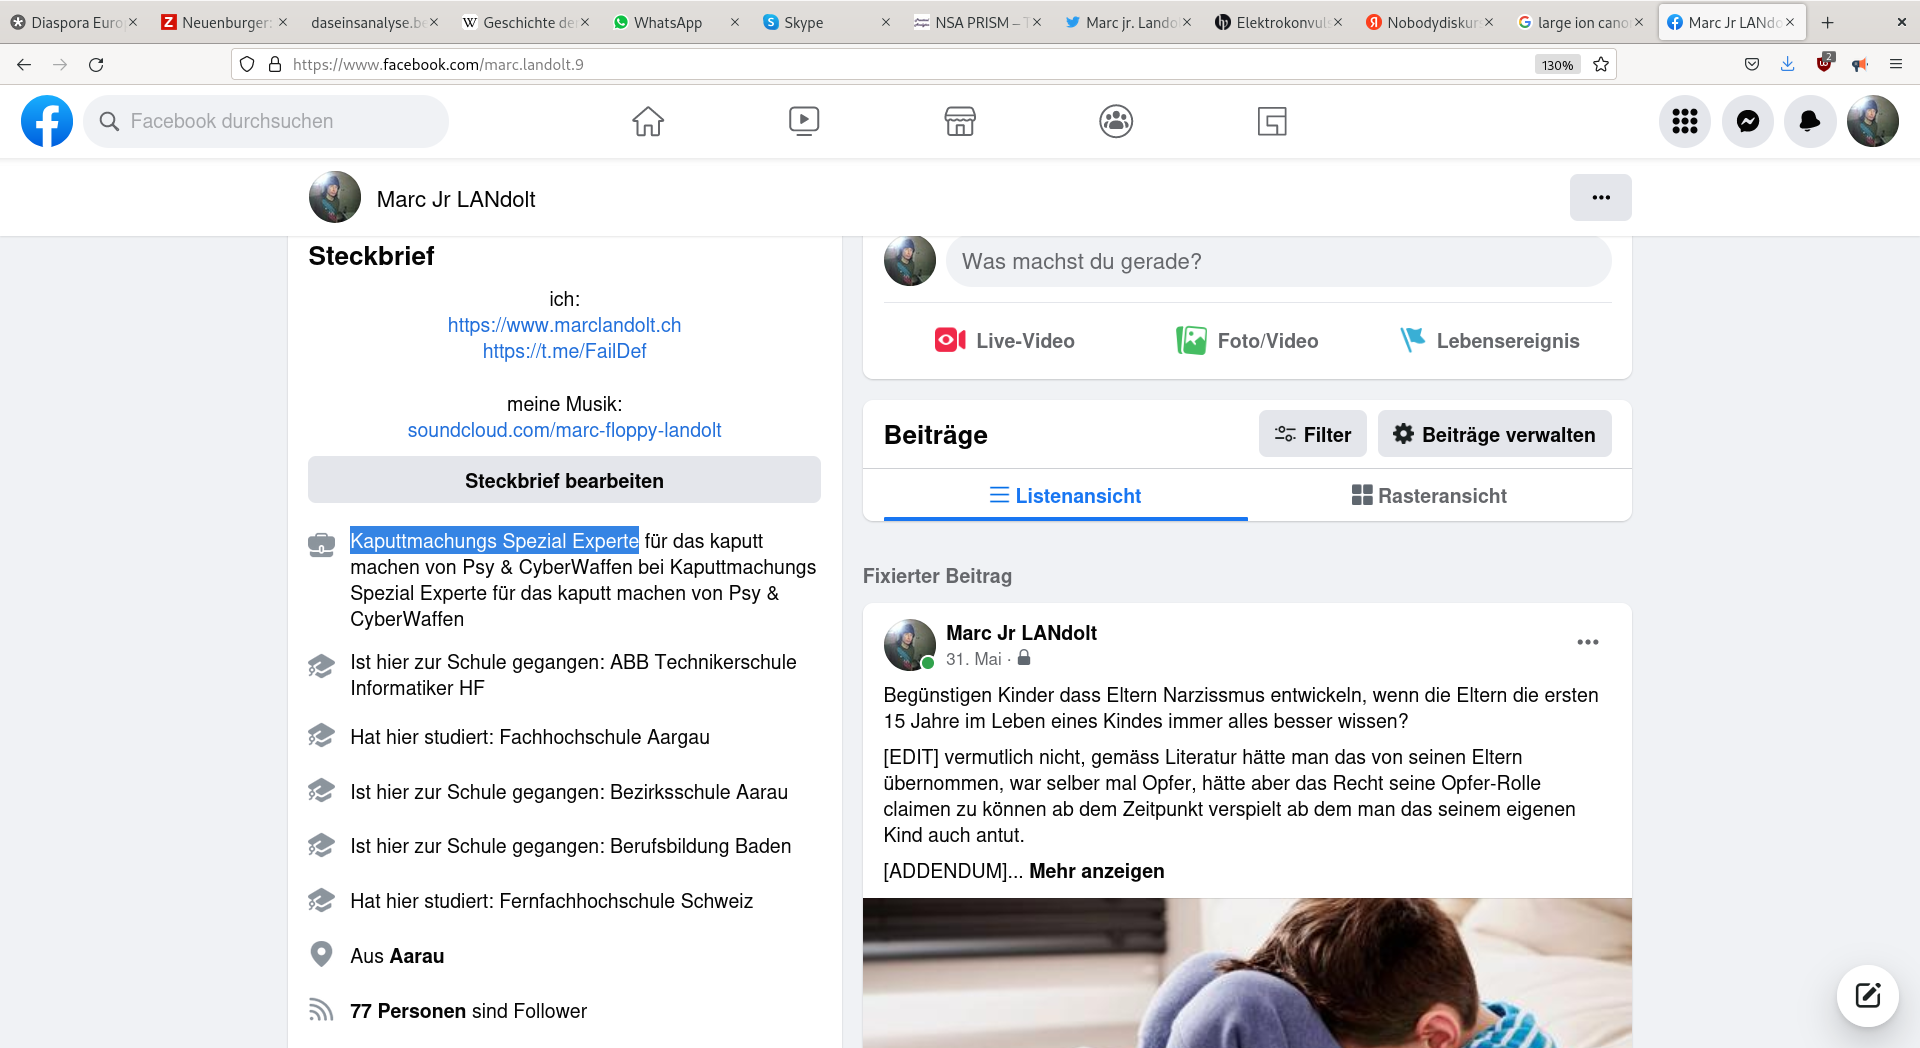 Diaspora Euro
Neuenburger
daseinsanalyse.be
Geschichte de
WhatsApp
Skype
NSA PRISM – T
Marc jr. Lando
Elektrokonvuls
Nobodydiskurs
large ion cano
Marc Jr LANdo
https://www.facebook.com/marc.landolt.9
130%
2
Facebook durchsuchen
Marc Jr LANdolt
Steckbrief
ich:
https://www.marclandolt.ch
https://t.me/FailDef
meine Musik:
soundcloud.com/marc-floppy-landolt
Steckbrief bearbeiten
Kaputtmachungs Spezial Experte für das kaputt
machen von Psy & CyberWaffen bei Kaputtmachungs
Spezial Experte für das kaputt machen von Psy &
CyberWaffen
Ist hier zur Schule gegangen: ABB Technikerschule
Informatiker HF
Hat hier studiert: Fachhochschule Aargau
Ist hier zur Schule gegangen: Bezirksschule Aarau
Ist hier zur Schule gegangen: Berufsbildung Baden
Hat hier studiert: Fernfachhochschule Schweiz
Aus Aarau
77 Personen sind Follower
Was machst du gerade?
Live-Video
Foto/Video
Lebensereignis
Beiträge
Filter
Beiträge verwalten
Listenansicht
Rasteransicht
Fixierter Beitrag
Marc Jr LANdolt
31. Mai ·
Begünstigen Kinder dass Eltern Narzissmus entwickeln, wenn die Eltern die ersten
15 Jahre im Leben eines Kindes immer alles besser wissen?
[EDIT] vermutlich nicht, gemäss Literatur hätte man das von seinen Eltern
übernommen, war selber mal Opfer, hätte aber das Recht seine Opfer-Rolle
claimen zu können ab dem Zeitpunkt verspielt ab dem man das seinem eigenen
Kind auch antut.
[ADDENDUM]... Mehr anzeigen